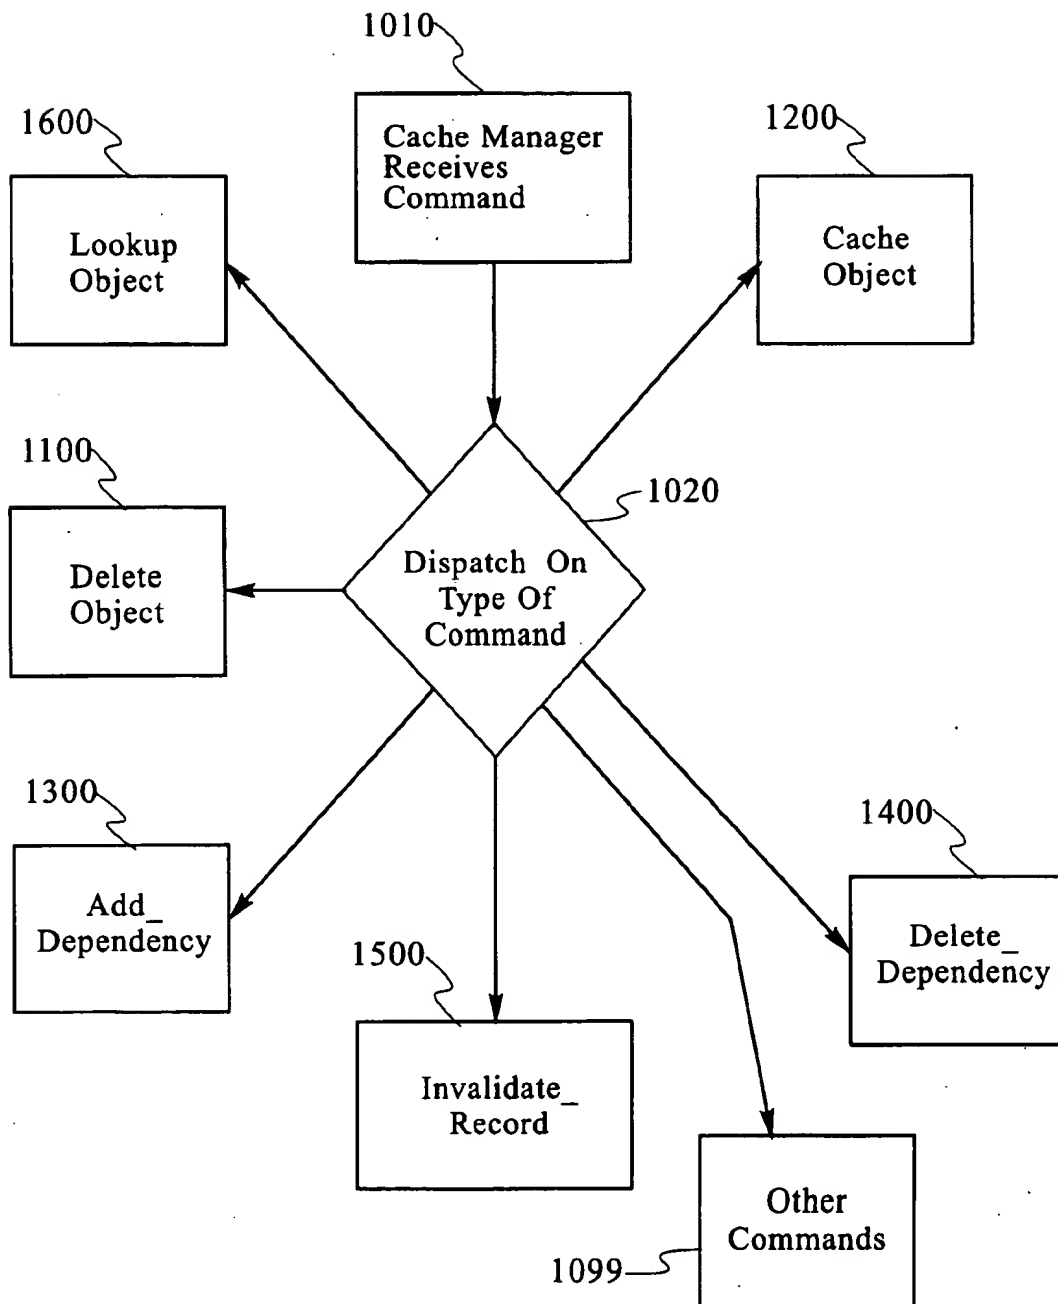 1010
Cache Manager
Receives
Command
1600
Lookup
Object
1200
Cache
Object
1100
Delete
Object
1020
Dispatch On
Type Of
Command
1300
Add_
Dependency
1400
Delete_
Dependency
1500
Invalidate_
Record
Other
Commands
1099